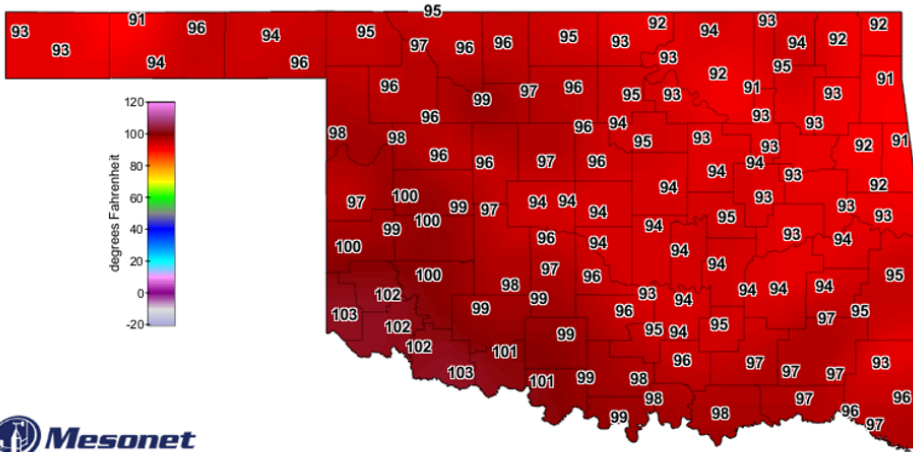 95
93 91 96 94 95 92 94 93 92 92
93 94 96 97 96 96 95 93 93 94 95 91
96 99 97 96 95 93 92 91 93
120
100
80
60
40
20
0
-20
degrees Fahrenheit
98 98 96 96 94 95 93 93 93 93 92 91
96 96 97 96 94 94 93 92
97 100 99 97 94 94 94 94 93 93 93
99 100 96 94 94 95 93 94
100 100 97 96 94 94 95
102 98 99 93 94 94 94 94
103 102 99 99 96 95 94 95 97 95
102 101 96 97 97 97 93
103 101 99 98 98 97 96 96
99 98 97
Mesonet